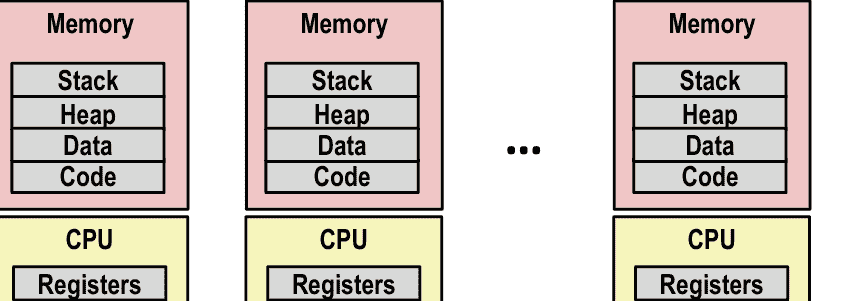 Memory Memory Memory
Stack Stack Stack
Heap Heap Heap
Data Data ... Data
Code Code Code
CPU CPU CPU
Registers Registers Registers